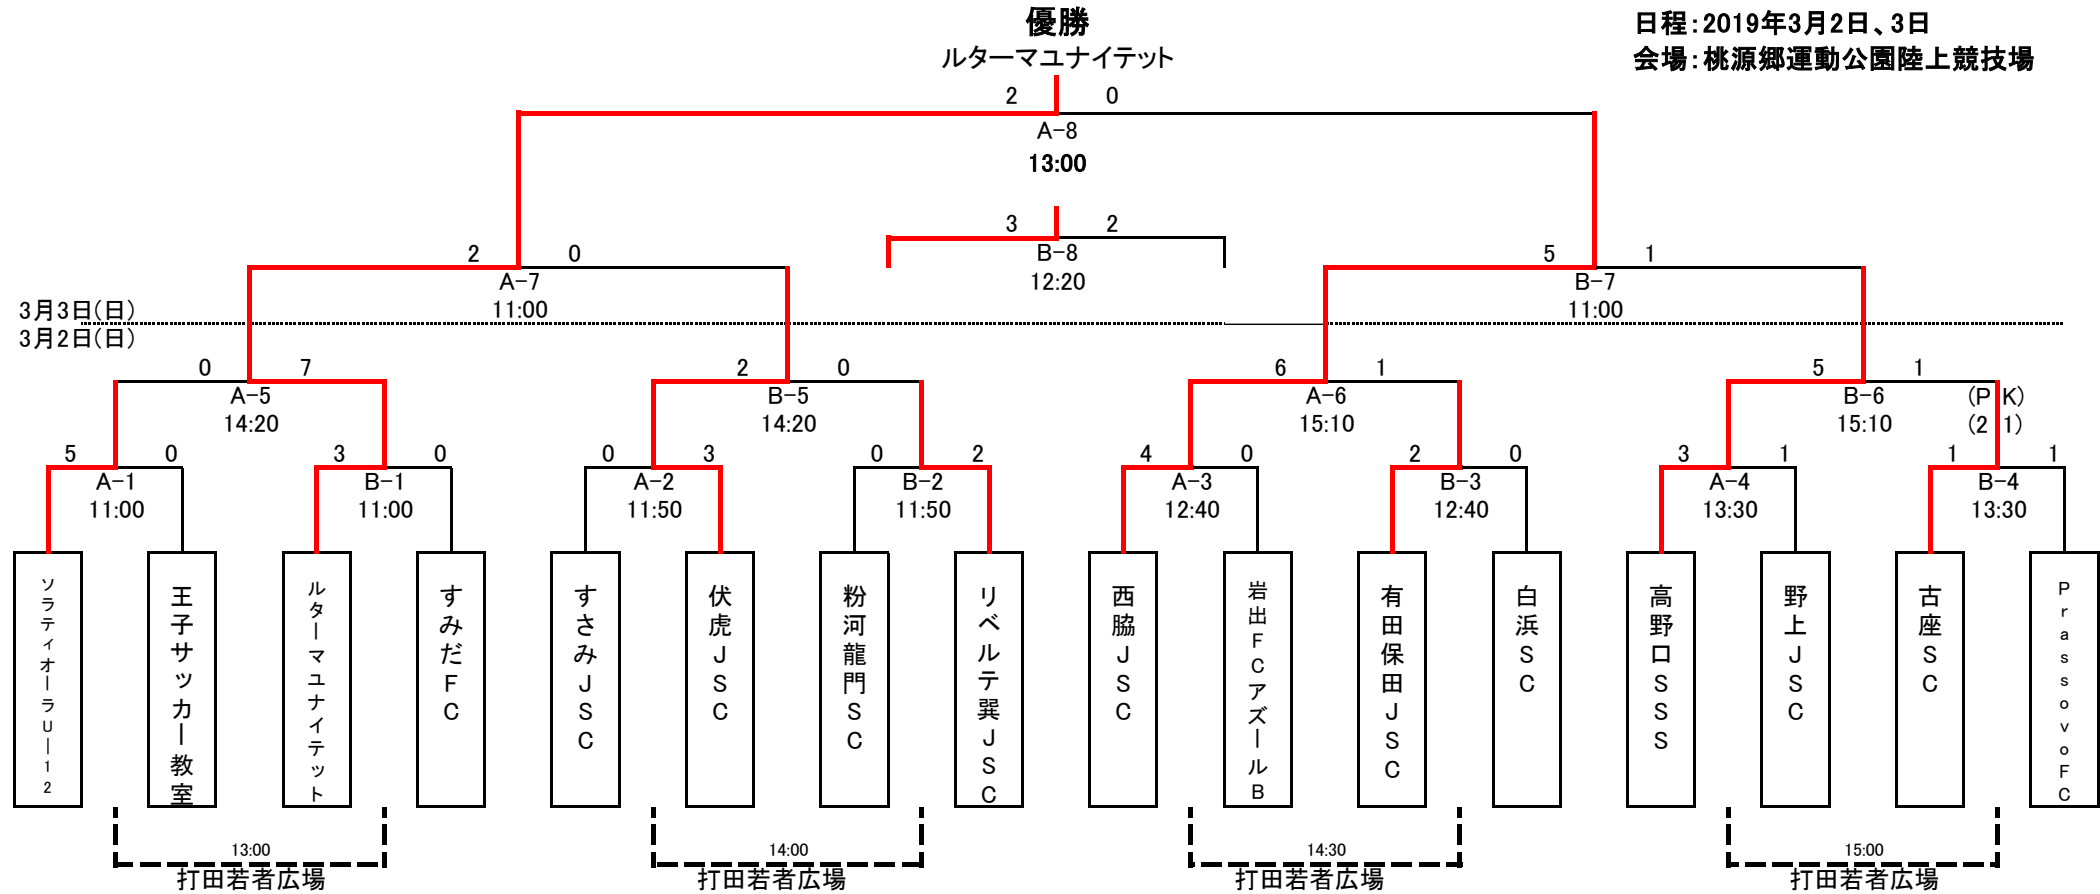 優勝
ルターマユナイテット
日程：2019年3月2日、3日
会場：桃源郷運動公園陸上競技場
2 0
A-8
13:00
3 2
B-8
12:20
2 0
A-7
11:00
5 1
B-7
11:00
3月3日(日)
3月2日(日)
0 7
A-5
14:20
2 0
B-5
14:20
6 1
A-6
15:10
5 1
B-6
15:10
(P K)
(2 1)
5 0
A-1
11:00
3 0
B-1
11:00
0 3
A-2
11:50
0 2
B-2
11:50
4 0
A-3
12:40
2 0
B-3
12:40
3 1
A-4
13:30
1 1
B-4
13:30
ソラティオーラU－12
王子サッカー教室
ルターマユナイテット
すみだFC
すさみJSC
伏虎JSC
粉河龍門SC
リベルテ巽JSC
西脇JSC
岩出FCアズールB
有田保田JSC
白浜SC
高野口SSS
野上JSC
古座SC
PrassovoFC
13:00
打田若者広場
14:00
打田若者広場
14:30
打田若者広場
15:00
打田若者広場